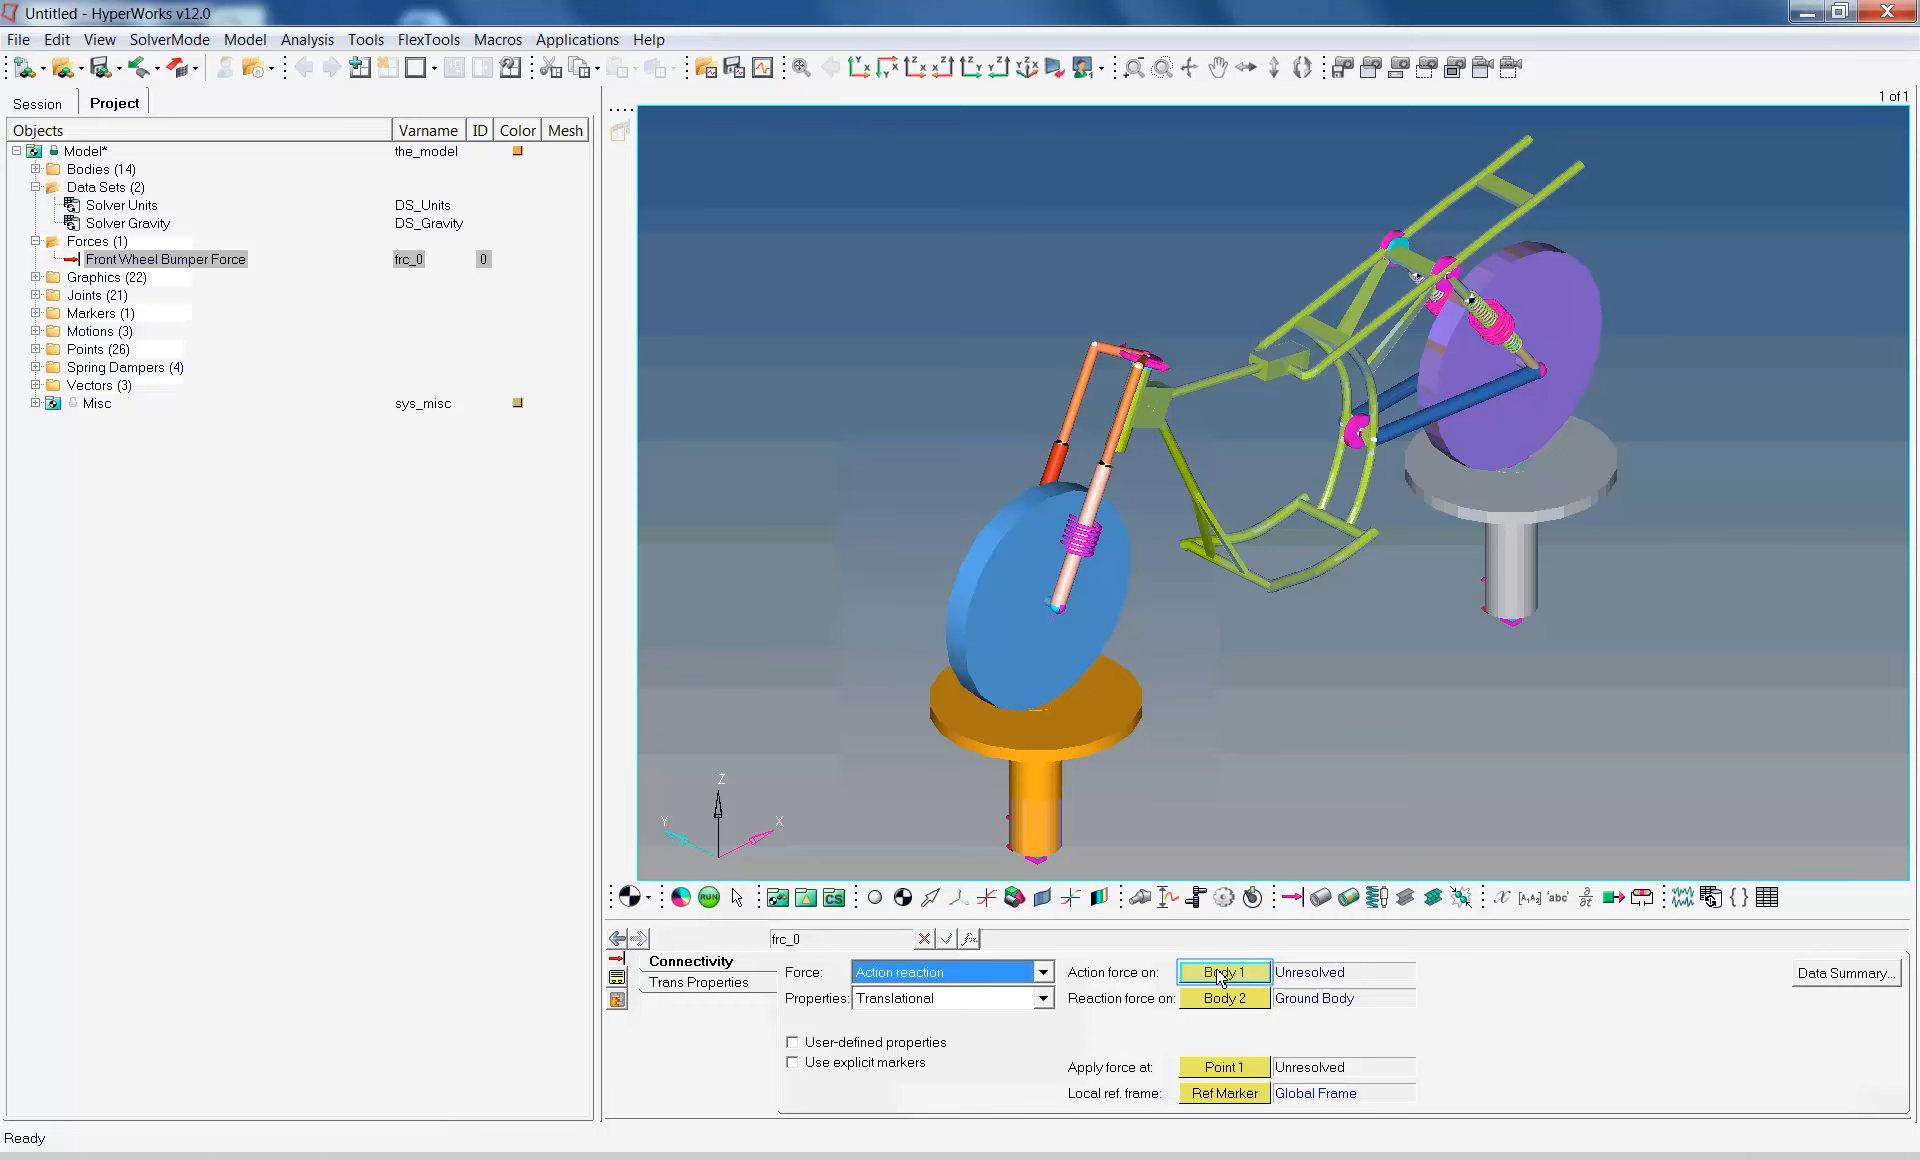 Untitled - HyperWorks v12.0
File Edit View SolverMode Model Analysis Tools FlexTools Macros Applications Help
Session Project
1 of 1
Objects Varname ID Color Mesh
Model* the_model
Bodies (14)
Data Sets (2)
Solver Units DS_Units
Solver Gravity DS_Gravity
Forces (1)
Front Wheel Bumper Force frc_0 0
Graphics (22)
Joints (21)
Markers (1)
Motions (3)
Points (26)
Spring Dampers (4)
Vectors (3)
Misc sys_misc
Z
Y X
RUN CS 'abc'
frc_0
Connectivity Force: Action reaction Action force on: Body 1 Unresolved Data Summary...
Trans Properties Properties: Translational Reaction force on: Body 2 Ground Body
User-defined properties
Use explicit markers Apply force at: Point 1 Unresolved
Local ref. frame: Ref Marker Global Frame
Ready